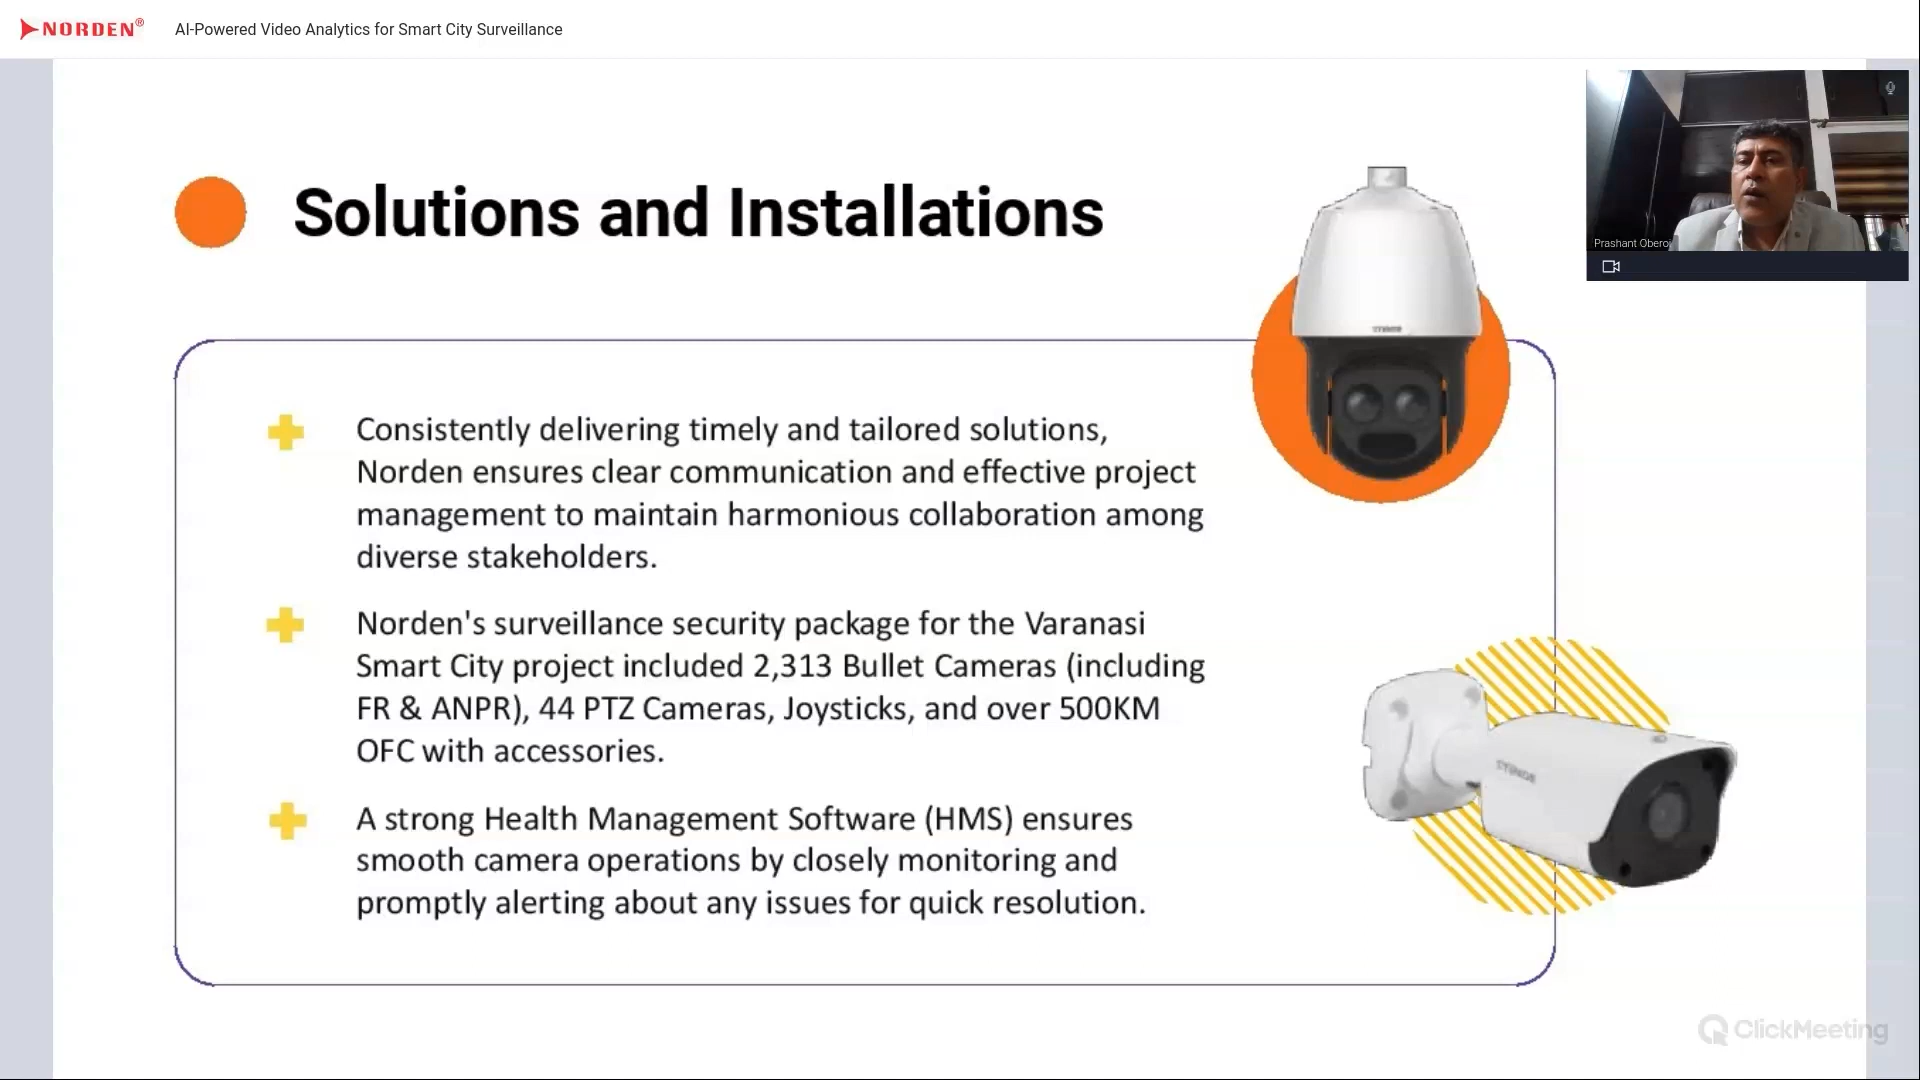 NORDEN®
AI-Powered Video Analytics for Smart City Surveillance
Prashant Obero
Solutions and Installations
Consistently delivering timely and tailored solutions,
Norden ensures clear communication and effective project
management to maintain harmonious collaboration among
diverse stakeholders.
Norden's surveillance security package for the Varanasi
Smart City project included 2,313 Bullet Cameras (including
FR & ANPR), 44 PTZ Cameras, Joysticks, and over 500KM
OFC with accessories.
A strong Health Management Software (HMS) ensures
smooth camera operations by closely monitoring and
promptly alerting about any issues for quick resolution.
ClickMeeting